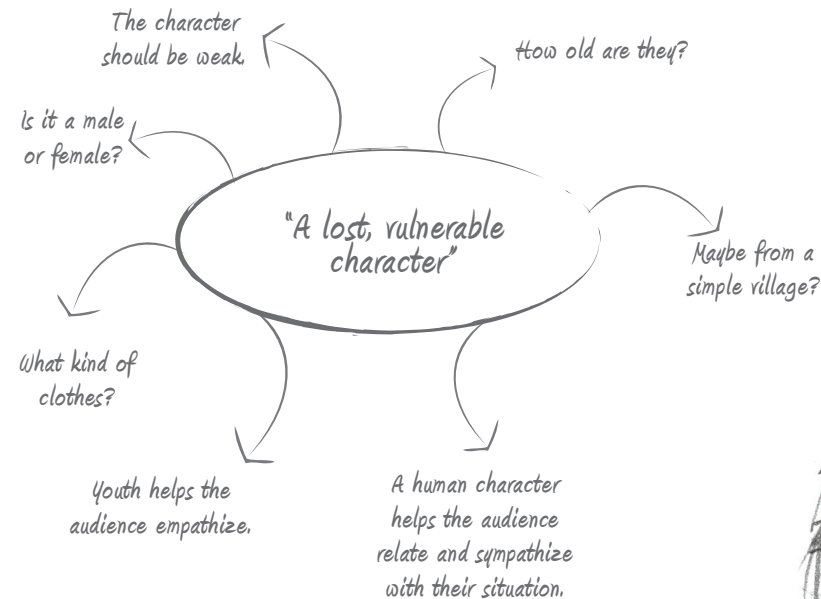 The character
should be weak.
How old are they?
Is it a male
or female?
"A lost, vulnerable
character"
Maybe from a
simple village?
What kind of
clothes?
Youth helps the
audience empathize.
A human character
helps the audience
relate and sympathize
with their situation.